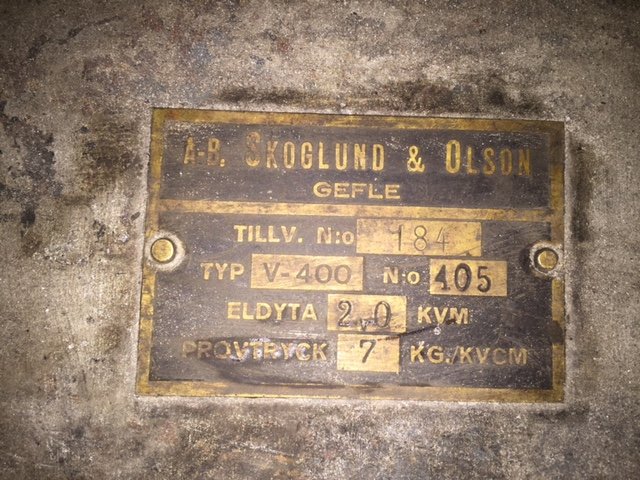 A-B. SKOGLUND & OLSON
GEFLE
TILLV. N:o 184
TYP V-400 N:o 405
ELDYTA 2,0 KVM
PROVTRYCK 7 KG./KVCM